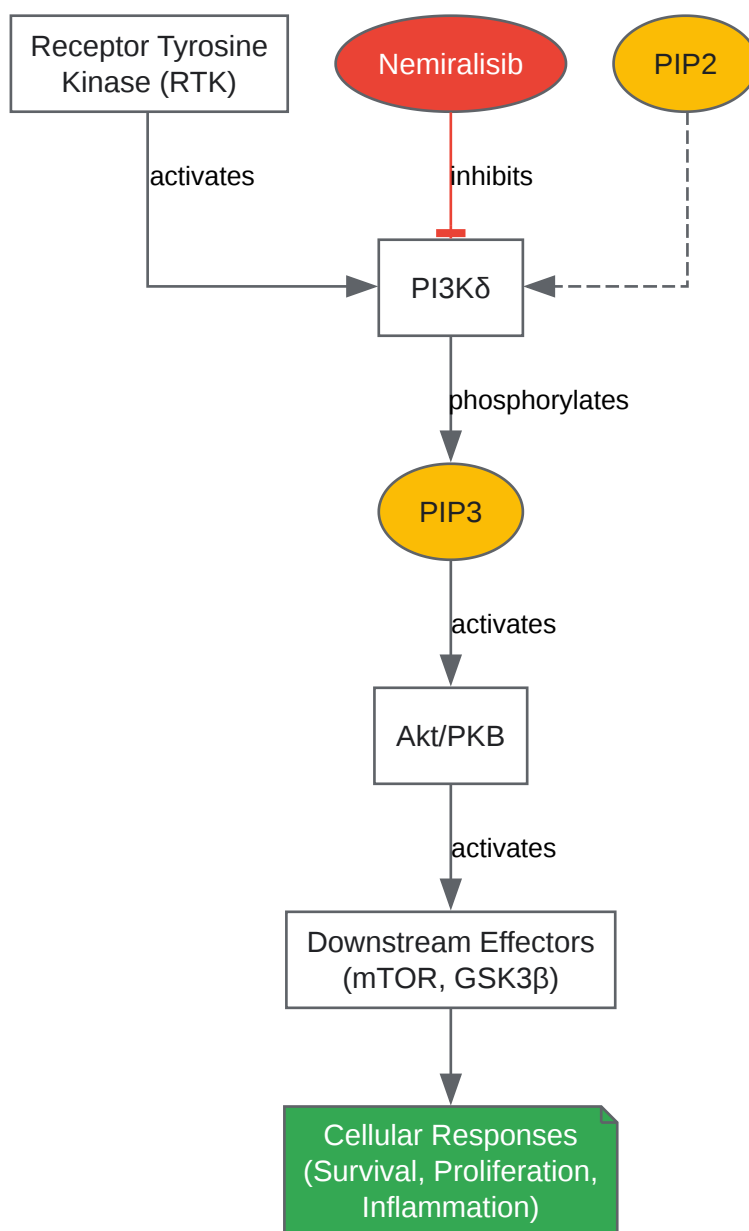 Receptor Tyrosine
Kinase (RTK)
Nemiralisib
PIP2
activates
inhibits
PI3Kδ
phosphorylates
PIP3
activates
Akt/PKB
activates
Downstream Effectors
(mTOR, GSK3β)
Cellular Responses
(Survival, Proliferation,
Inflammation)